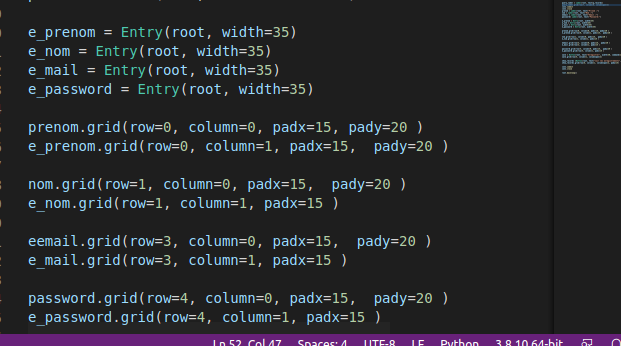 e_prenom = Entry(root, width=35)
e_nom = Entry(root, width=35)
e_mail = Entry(root, width=35)
e_password = Entry(root, width=35)
prenom.grid(row=0, column=0, padx=15, pady=20 )
e_prenom.grid(row=0, column=1, padx=15,  pady=20 )
nom.grid(row=1, column=0, padx=15,  pady=20 )
e_nom.grid(row=1, column=1, padx=15 )
eemail.grid(row=3, column=0, padx=15,  pady=20 )
e_mail.grid(row=3, column=1, padx=15 )
password.grid(row=4, column=0, padx=15,  pady=20 )
e_password.grid(row=4, column=1, padx=15 )
Ln 52, Col 47 Spaces: 4 UTF-8 LF Python 3.8.10 64-bit